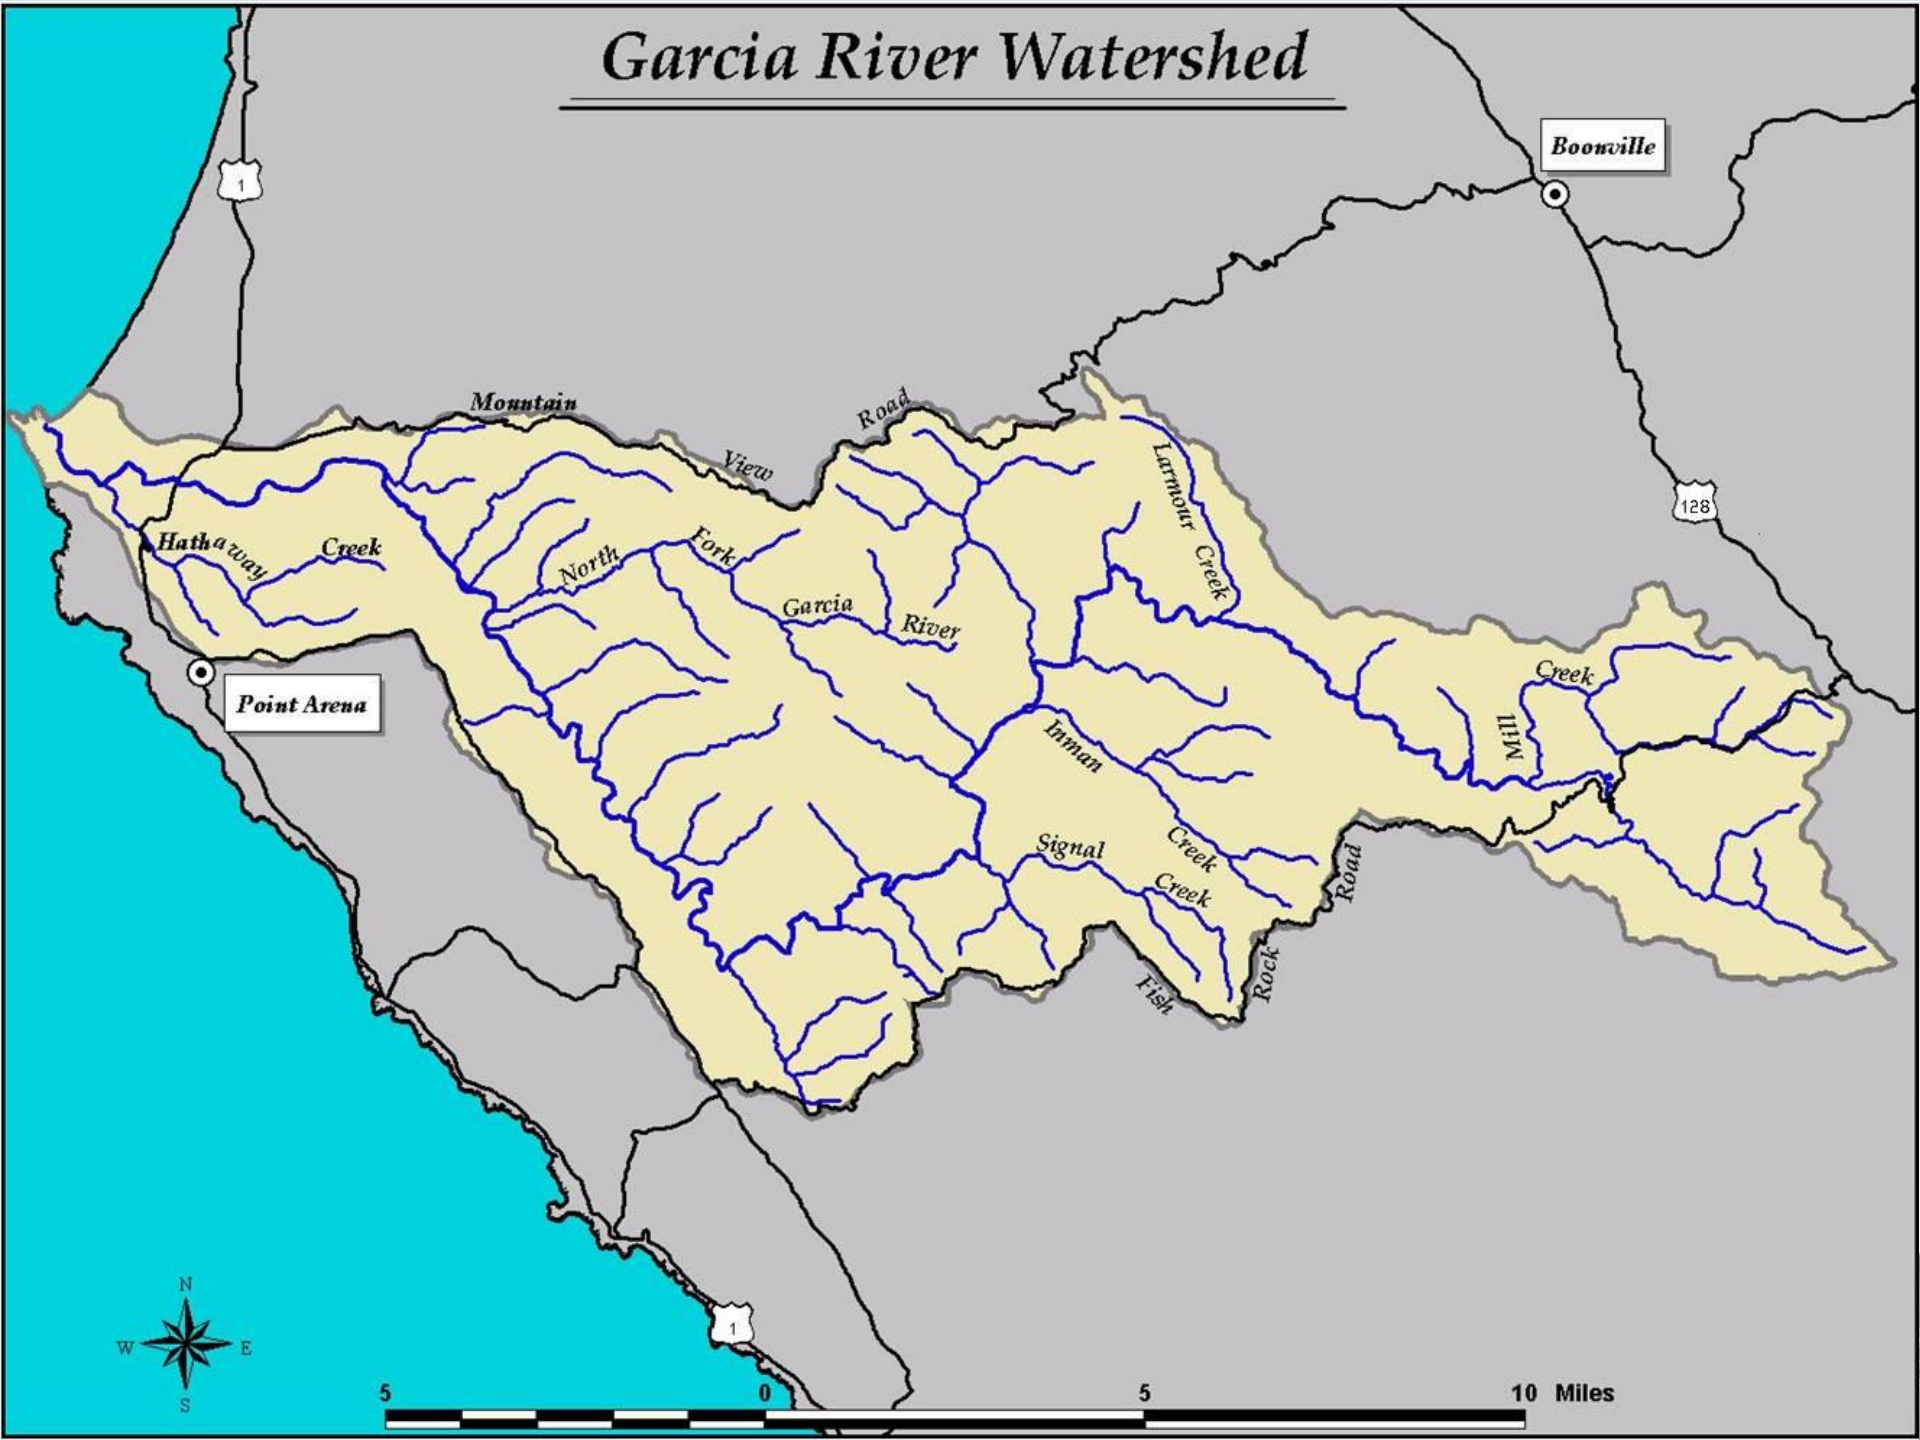 Garcia River Watershed
Boonville
1
Mountain
Road
View
Larmour
Creek
128
Hathaway
Creek
North
Fork
Garcia
River
Creek
Mill
Point Arena
Inman
Creek
Signal
Creek
Road
Rock
Fish
N
W E
S
1
5 0 5 10 Miles